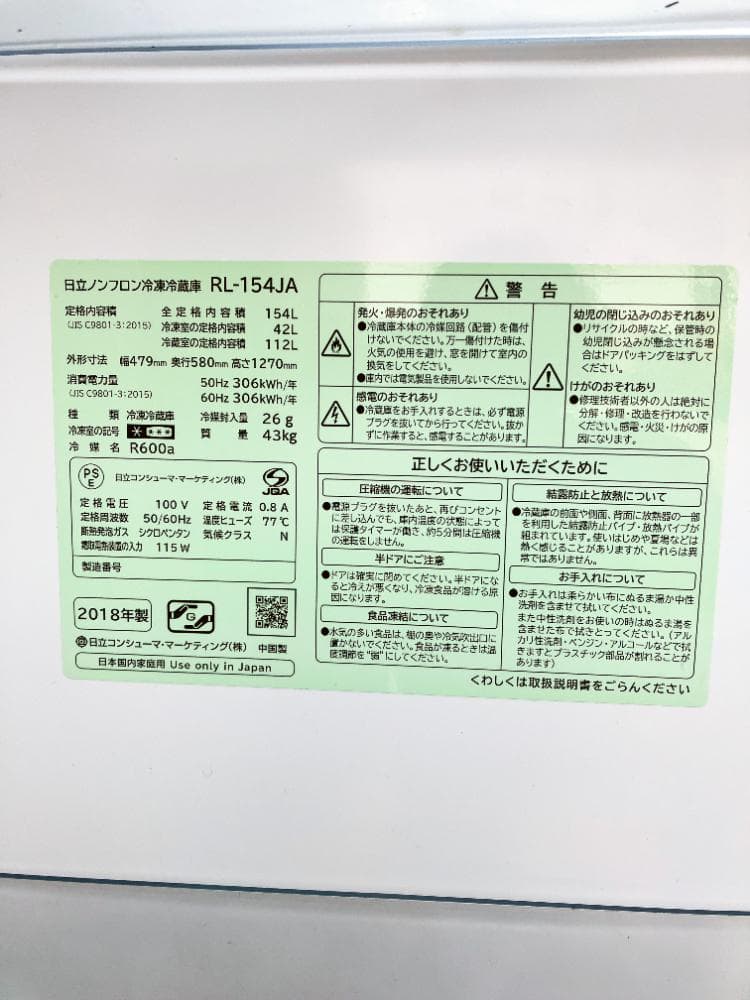 日立ノンフロン冷凍冷蔵庫 RL-154JA
定格内容積 全定格内容積 154L
(JIS C9801-3:2015) 冷凍室の定格内容積 42L
冷蔵室の定格内容積 112L
外形寸法 幅479mm 奥行580mm 高さ1270mm
消費電力量 50Hz 306kWh/年
(JIS C9801-3:2015) 60Hz 306kWh/年
種類 冷凍冷蔵庫 冷媒封入量 26g
冷凍室の記号 質量 43kg
冷媒名 R600a
PSE 日立コンシューマ・マーケティング(株) JQA
定格電圧 100V 定格電流 0.8A
定格周波数 50/60Hz 温度ヒューズ 77℃
断熱発泡ガス シクロペンタン 気候クラス N
霜取電熱装置の入力 115W
製造番号
2018年製 G
日立コンシューマ・マーケティング(株) 中国製
日本国内家庭用 Use only in Japan
警告
発火・爆発のおそれあり
●冷蔵庫本体の冷媒回路(配管)を傷付
けないでください。万一傷付けた時は、
火気の使用を避け、窓を開けて室内の
換気をしてください。
●庫内では電気製品を使用しないでください。
感電のおそれあり
●冷蔵庫をお手入れするときは、必ず電源
プラグを抜いてから行ってください。抜か
ずに作業すると、感電することがあります。
幼児の閉じ込みのおそれあり
●リサイクルの時など、保管時の
幼児閉じ込みが懸念される場合
はドアパッキングをはずして
ください。
けがのおそれあり
●修理技術者以外の人は絶対に
分解・修理・改造を行わないで
ください。感電・火災・けがの原
因になります。
正しくお使いいただくために
圧縮機の運転について
●電源プラグを抜いたあと、再びコンセント
に差し込んでも、庫内温度の状態によって
は保護タイマーが働き、約5分間は圧縮機
の運転をしません。
半ドアにご注意
●ドアは確実に閉めてください。半ドアにな
ると冷えが悪くなり、冷凍食品が溶ける原
因になります。
食品凍結について
●水気の多い食品は、棚の奥や冷気吹出口に
置かないでください。食品が凍るときは温
度調節を"弱"にしてください。
結露防止と放熱について
●冷蔵庫の前面や側面、背面に放熱器の一部
を利用した結露防止パイプ・放熱パイプが
組まれています。使いはじめや夏場などは
熱く感じることがありますが、これらは異
常ではありません。
お手入れについて
●お手入れは柔らかい布にぬるま湯か中性
洗剤を含ませて拭いてください。
また中性洗剤をお使いの時はぬるま湯を
含ませた布で拭きとってください。(アル
カリ性洗剤・ベンジン・アルコールなどで拭
きますとプラスチック部品が割れることが
あります)
くわしくは取扱説明書をごらんください